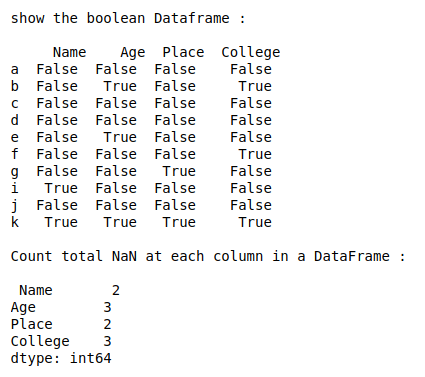 show the boolean Dataframe :
     Name    Age  Place  College
a  False  False  False    False
b  False   True  False     True
c  False  False  False    False
d  False  False  False    False
e  False   True  False    False
f  False  False  False     True
g  False  False   True    False
i   True  False  False    False
j  False  False  False    False
k   True   True   True     True
Count total NaN at each column in a DataFrame :
 Name       2
Age        3
Place      2
College    3
dtype: int64